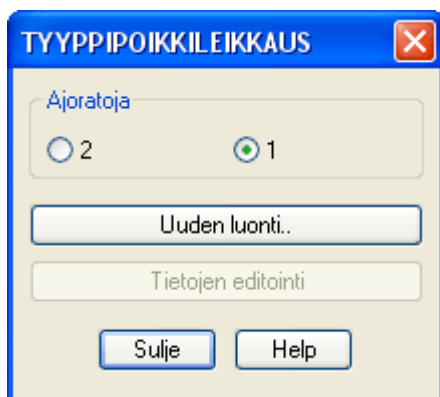 TYYPPIPOIKKILEIKKAUS
Ajoratoja
2 1
Uuden luonti..
Tietojen editointi
Sulje Help